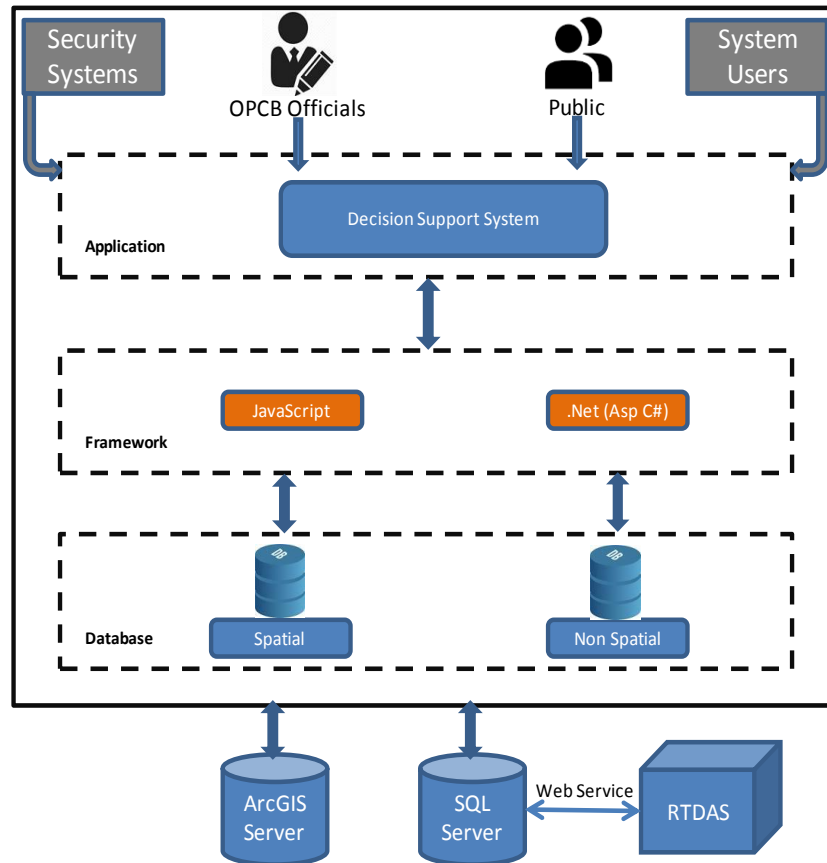 Security
Systems
System
Users
OPCB Officials
Public
Decision Support System
Application
JavaScript
.Net (Asp C#)
Framework
DB
DB
Database
Spatial
Non Spatial
ArcGIS
Server
SQL
Server
Web Service
RTDAS